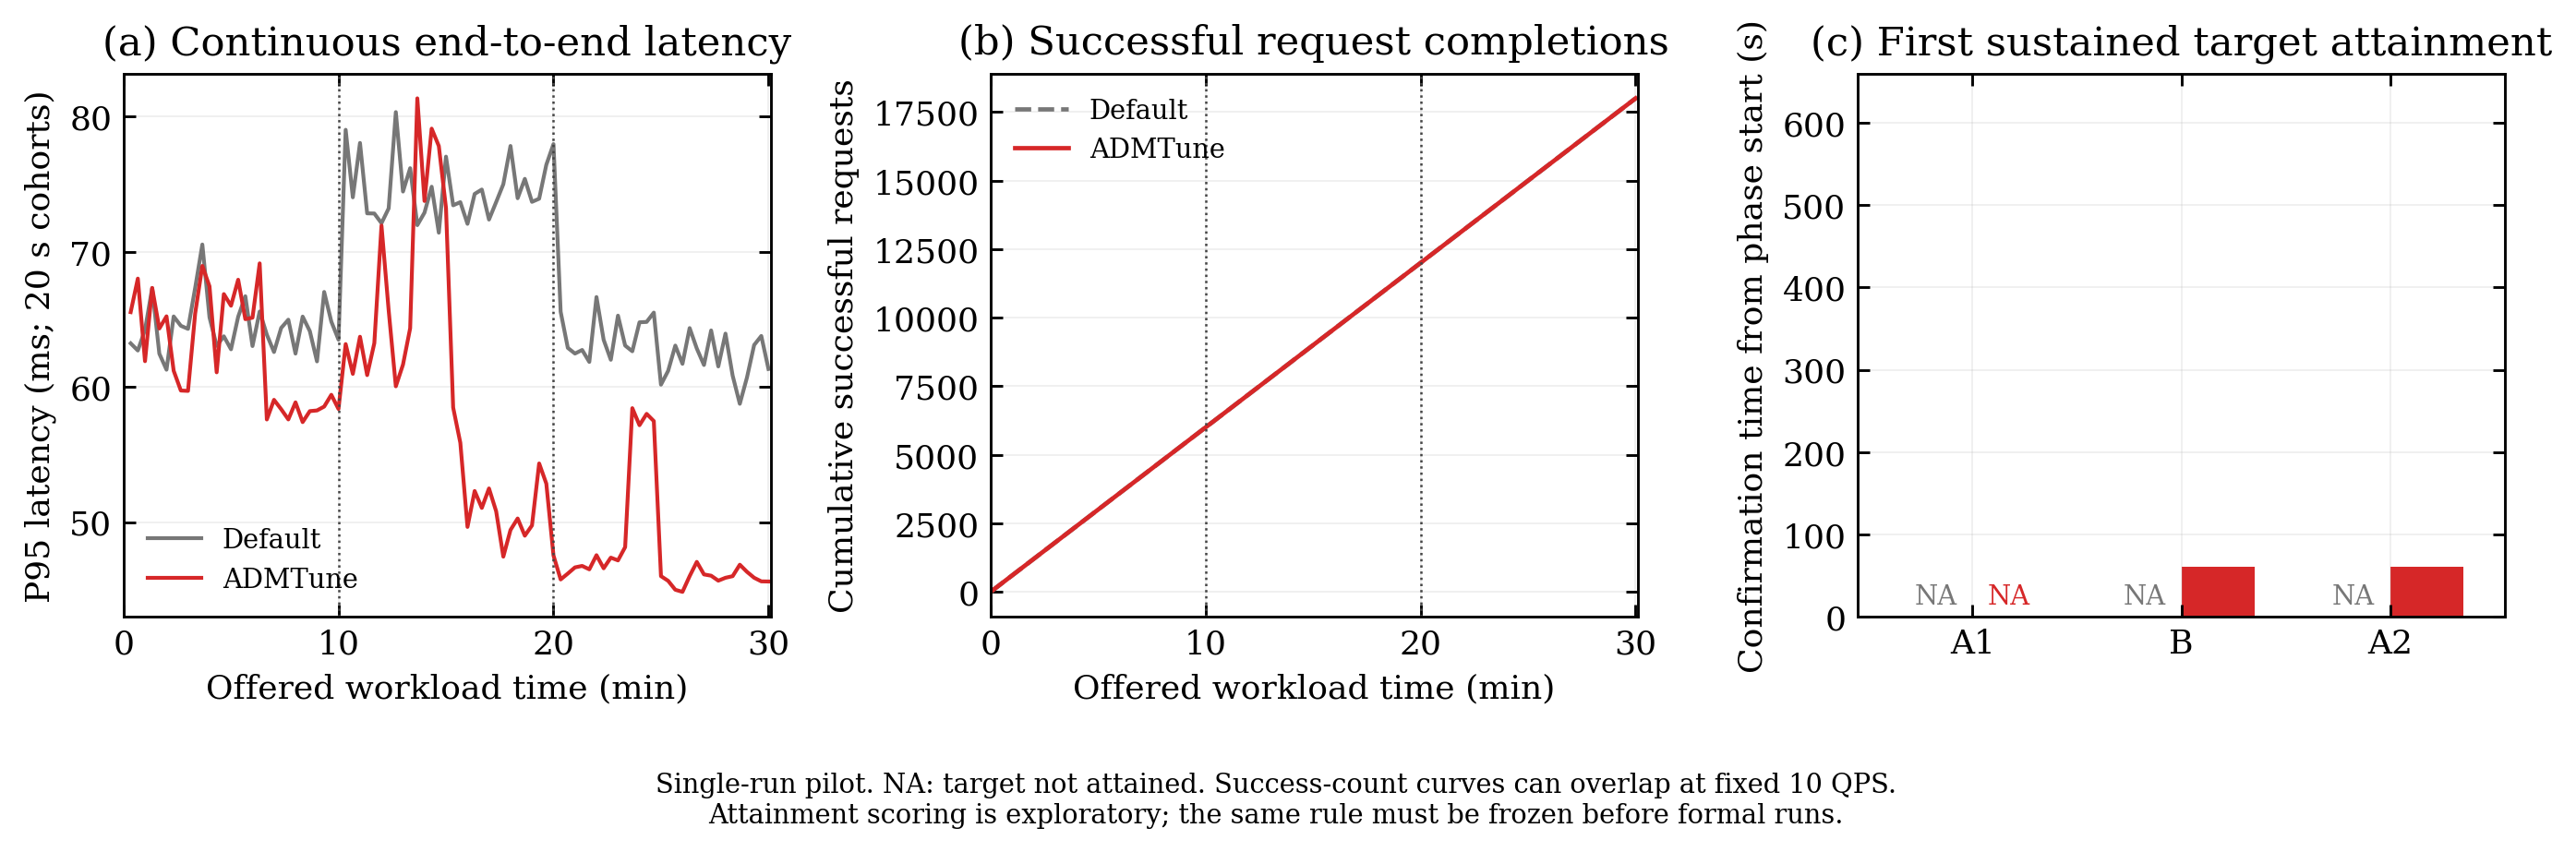 (a) Continuous end-to-end latency
P95 latency (ms; 20 s cohorts)
80
70
60
50
Default
ADMTune
0
10
20
30
Offered workload time (min)
(b) Successful request completions
Cumulative successful requests
17500
15000
12500
10000
7500
5000
2500
0
Default
ADMTune
0
10
20
30
Offered workload time (min)
(c) First sustained target attainment
Confirmation time from phase start (s)
600
500
400
300
200
100
0
NA
NA
NA
NA
A1
B
A2
Single-run pilot. NA: target not attained. Success-count curves can overlap at fixed 10 QPS.
Attainment scoring is exploratory; the same rule must be frozen before formal runs.